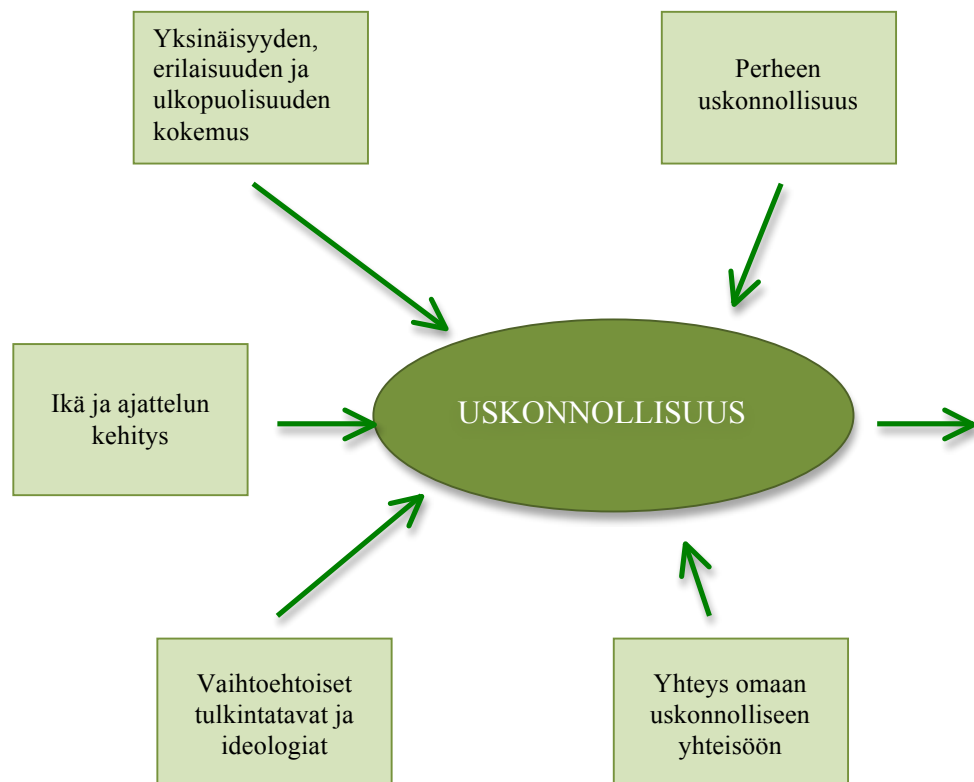 Yksinäisyyden,
erilaisuuden ja
ulkopuolisuuden
kokemus
Perheen
uskonnollisuus
Ikä ja ajattelun
kehitys
USKONNOLLISUUS
Vaihtoehtoiset
tulkintatavat ja
ideologiat
Yhteys omaan
uskonnolliseen
yhteisöön